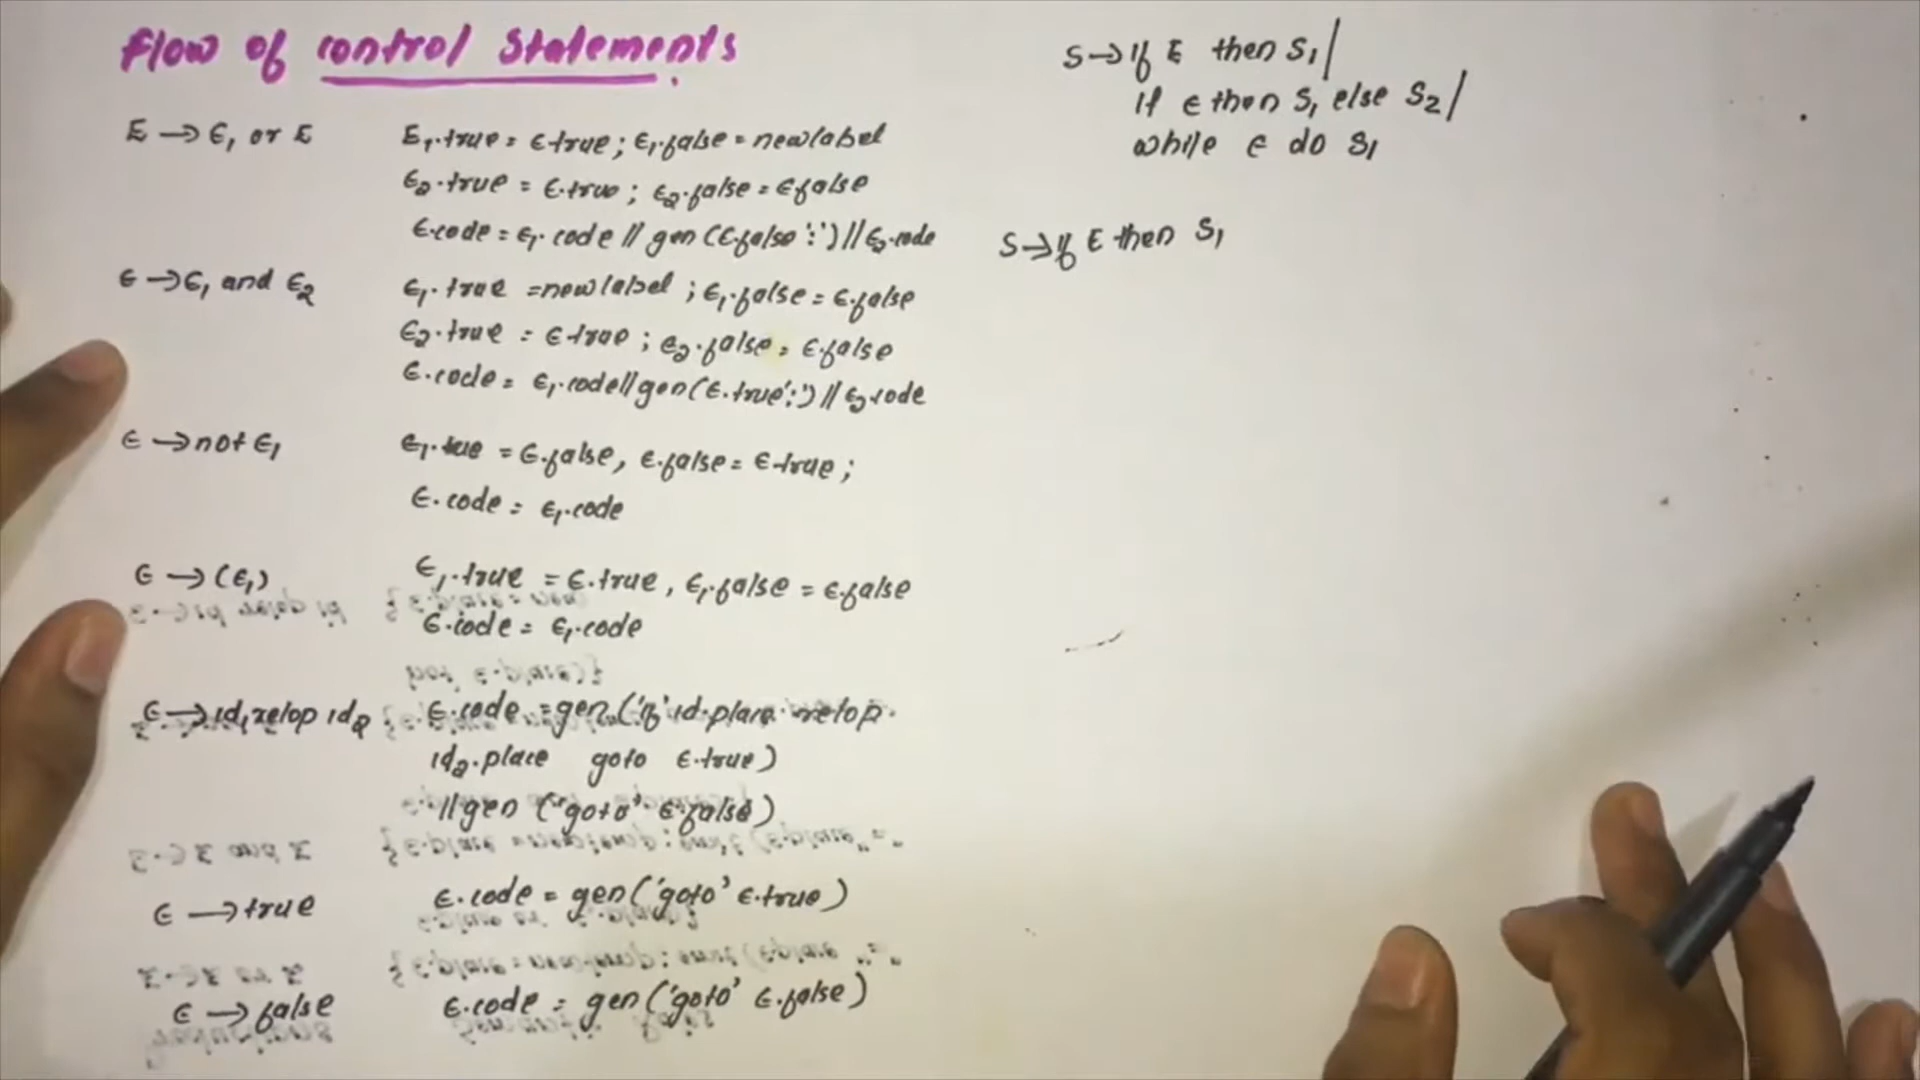 Flow of control Statements
E → E1 or E
E1.true = E.true ; E1.false = newlabel
E2.true = E.true ; E2.false = E.false
E.code = E1.code // gen(E.false ':') // E2.code
E → E1 and E2
E1.true = newlabel ; E1.false = E.false
E2.true = E.true ; E2.false = E.false
E.code = E1.code // gen(E.true ':') // E2.code
E → not E1
E1.true = E.false, E.false = E.true ;
E.code = E1.code
E → (E1)
E1.true = E.true, E1.false = E.false
E.code = E1.code
E → id1 relop id2
E.code = gen('if' id.place relop.
id2.place goto E.true)
// gen ('goto' E.false)
E → true
E.code = gen('goto' E.true)
E → false
E.code = gen('goto' E.false)
S → if E then S1 |
if E then S1 else S2 |
while E do S1
S → if E then S1